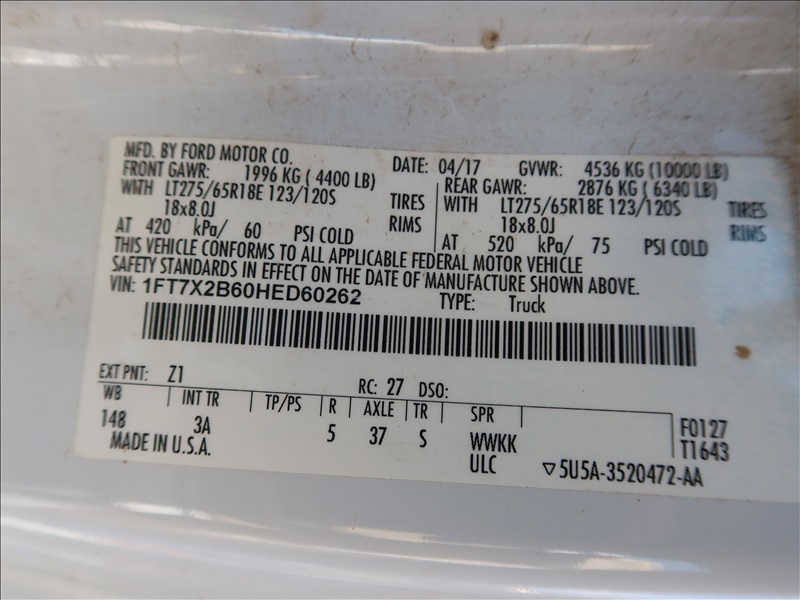 MFD. BY FORD MOTOR CO. DATE: 04/17 GVWR: 4536 KG (10000 LB)
FRONT GAWR: 1996 KG ( 4400 LB) REAR GAWR: 2876 KG ( 6340 LB)
WITH LT275/65R18E 123/120S TIRES WITH LT275/65R18E 123/120S TIRES
18x8.0J RIMS 18x8.0J RIMS
AT 420 kPa/ 60 PSI COLD AT 520 kPa/ 75 PSI COLD
THIS VEHICLE CONFORMS TO ALL APPLICABLE FEDERAL MOTOR VEHICLE
SAFETY STANDARDS IN EFFECT ON THE DATE OF MANUFACTURE SHOWN ABOVE.
VIN: 1FT7X2B60HED60262 TYPE: Truck
EXT PNT: Z1 RC: 27 DSO:
WB INT TR TP/PS R AXLE TR SPR
148 3A 5 37 S WWKK F0127
MADE IN U.S.A. ULC T1643
▽5U5A-3520472-AA